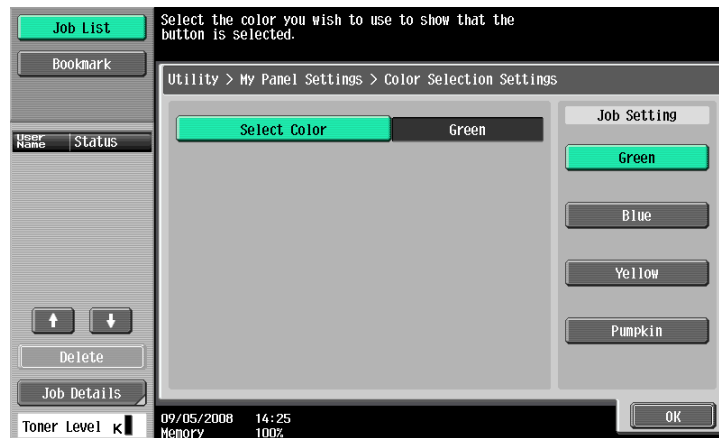 Job List
Select the color you wish to use to show that the
button is selected.
Bookmark
Utility > My Panel Settings > Color Selection Settings
Job Setting
Select Color
Green
User
Name
Status
Green
Blue
Yellow
Pumpkin
Delete
Job Details
Toner Level K
09/05/2008 14:25
Memory 100%
OK